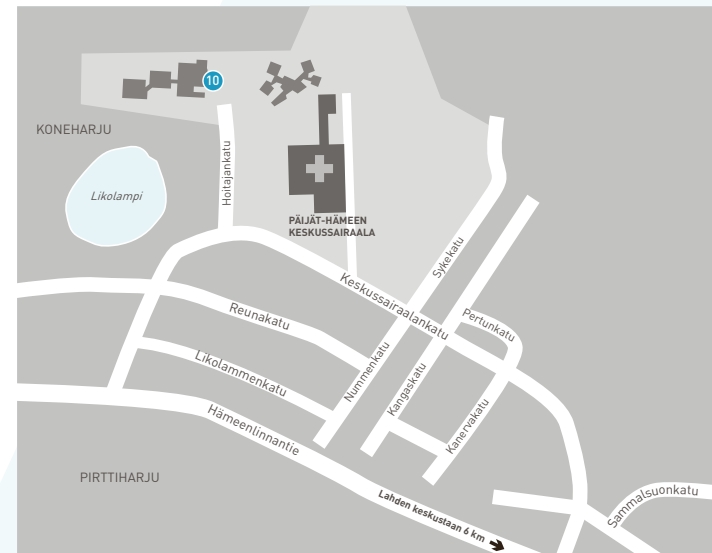 10
KONEHARJU
Hoitajankatu
Likolampi
PÄIJÄT-HÄMEEN
KESKUSSAIRAALA
Sykekatu
Keskussairaalankatu
Reunakatu
Pertunkatu
Likolammenkatu
Nummenkatu
Kangaskatu
Kanervakatu
Hämeenlinnantie
PIRTTIHARJU
Lahden keskustaan 6 km
Sammalsuonkatu